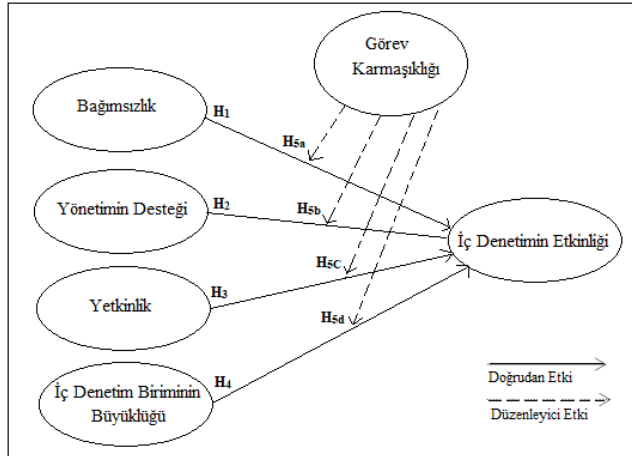 Görev
Karmaşıklığı
Bağımsızlık
H1
H5a
Yönetimin Desteği
H2
H5b
İç Denetimin Etkinliği
H5C
Yetkinlik
H3
H5d
H4
İç Denetim Biriminin
Büyüklüğü
Doğrudan Etki
Düzenleyici Etki